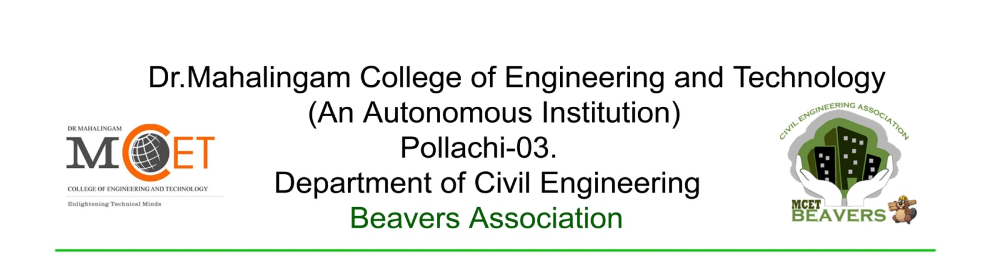 Dr.Mahalingam College of Engineering and Technology
(An Autonomous Institution)
Pollachi-03.
Department of Civil Engineering
Beavers Association
DR MAHALINGAM
MCET
COLLEGE OF ENGINEERING AND TECHNOLOGY
Enlightening Technical Minds
CIVIL ENGINEERING ASSOCIATION
MCET
BEAVERS